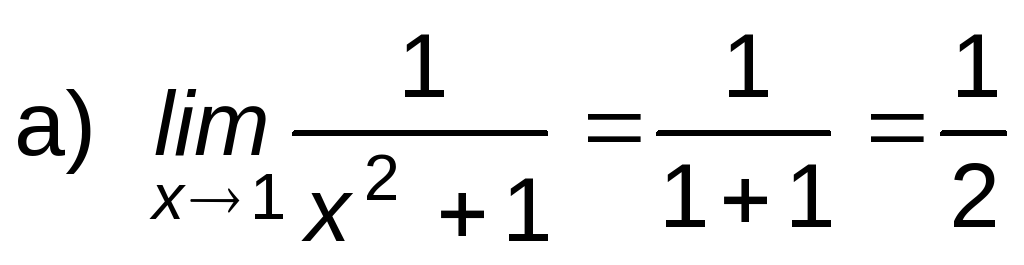 a) lim x→1 1/(x² + 1) = 1/(1+1) = 1/2